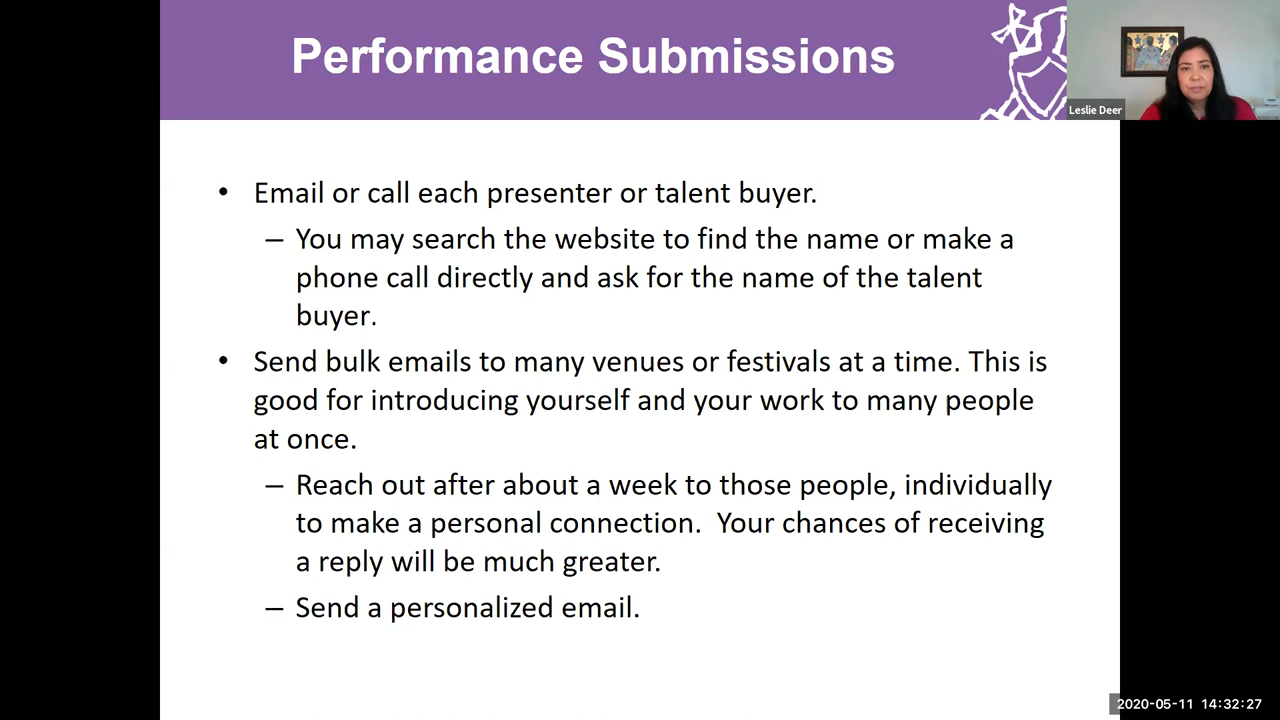 Performance Submissions
Leslie Deer
• Email or call each presenter or talent buyer.
– You may search the website to find the name or make a
phone call directly and ask for the name of the talent
buyer.
• Send bulk emails to many venues or festivals at a time. This is
good for introducing yourself and your work to many people
at once.
– Reach out after about a week to those people, individually
to make a personal connection.  Your chances of receiving
a reply will be much greater.
– Send a personalized email.
2020-05-11 14:32:27